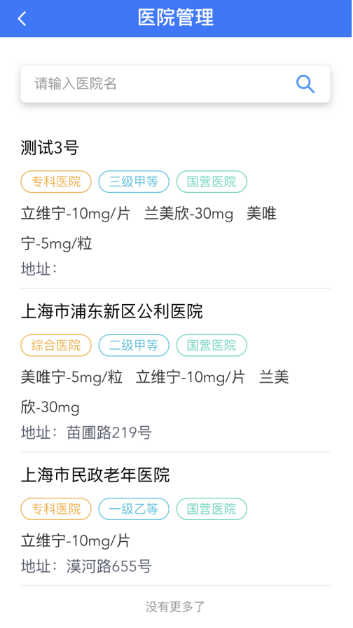 医院管理
请输入医院名
测试3号
专科医院 三级甲等 国营医院
立维宁-10mg/片 兰美欣-30mg 美唯
宁-5mg/粒
地址：
上海市浦东新区公利医院
综合医院 二级甲等 国营医院
美唯宁-5mg/粒 立维宁-10mg/片 兰美
欣-30mg
地址：苗圃路219号
上海市民政老年医院
专科医院 一级乙等 国营医院
立维宁-10mg/片
地址：漠河路655号
没有更多了